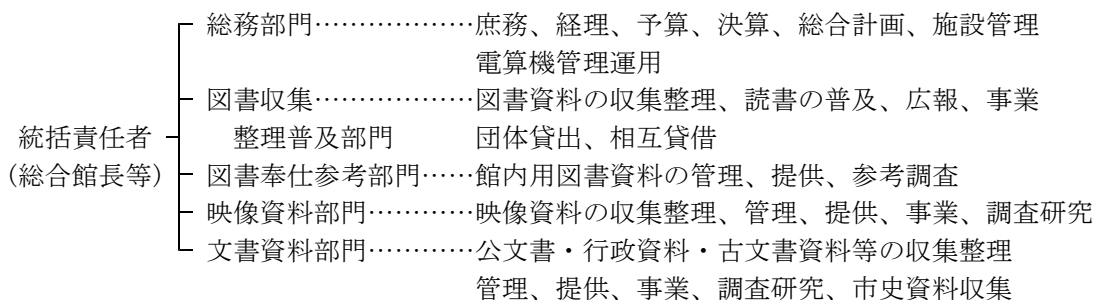 総務部門………………庶務、経理、予算、決算、総合計画、施設管理
電算機管理運用
図書収集………………図書資料の収集整理、読書の普及、広報、事業
統括責任者　整理普及部門　団体貸出、相互貸借
(総合館長等)　図書奉仕参考部門……館内用図書資料の管理、提供、参考調査
映像資料部門…………映像資料の収集整理、管理、提供、事業、調査研究
文書資料部門…………公文書・行政資料・古文書資料等の収集整理
管理、提供、事業、調査研究、市史資料収集